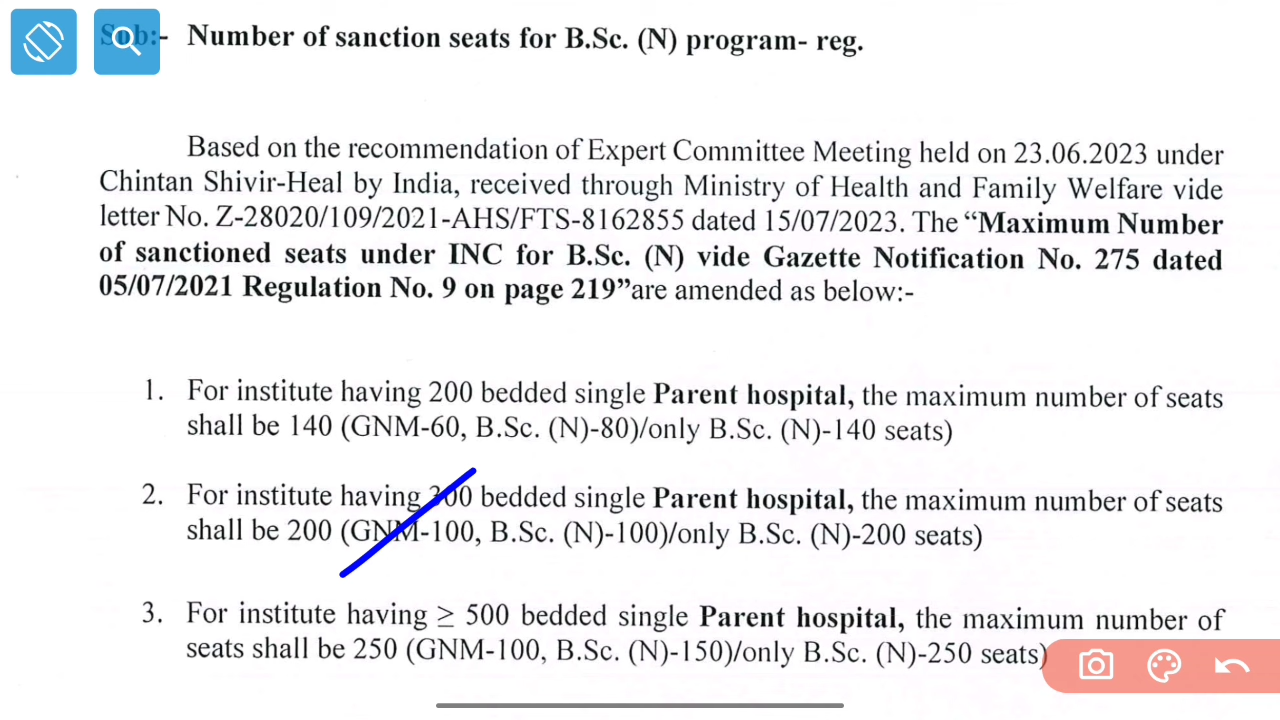 Sub:- Number of sanction seats for B.Sc. (N) program- reg.
Based on the recommendation of Expert Committee Meeting held on 23.06.2023 under
Chintan Shivir-Heal by India, received through Ministry of Health and Family Welfare vide
letter No. Z-28020/109/2021-AHS/FTS-8162855 dated 15/07/2023. The “Maximum Number
of sanctioned seats under INC for B.Sc. (N) vide Gazette Notification No. 275 dated
05/07/2021 Regulation No. 9 on page 219”are amended as below:-
1. For institute having 200 bedded single Parent hospital, the maximum number of seats
shall be 140 (GNM-60, B.Sc. (N)-80)/only B.Sc. (N)-140 seats)
2. For institute having 300 bedded single Parent hospital, the maximum number of seats
shall be 200 (GNM-100, B.Sc. (N)-100)/only B.Sc. (N)-200 seats)
3. For institute having ≥ 500 bedded single Parent hospital, the maximum number of
seats shall be 250 (GNM-100, B.Sc. (N)-150)/only B.Sc. (N)-250 seats)